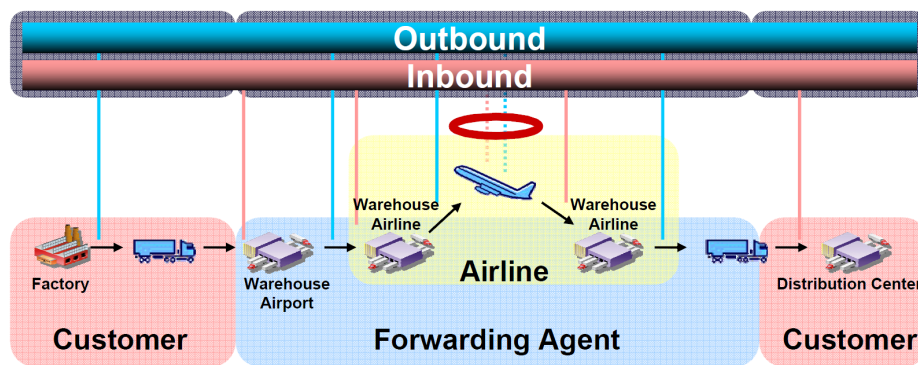 Outbound
Inbound
Warehouse
Airline
Warehouse
Airline
Factory
Warehouse
Airport
Airline
Distribution Center
Customer
Forwarding Agent
Customer